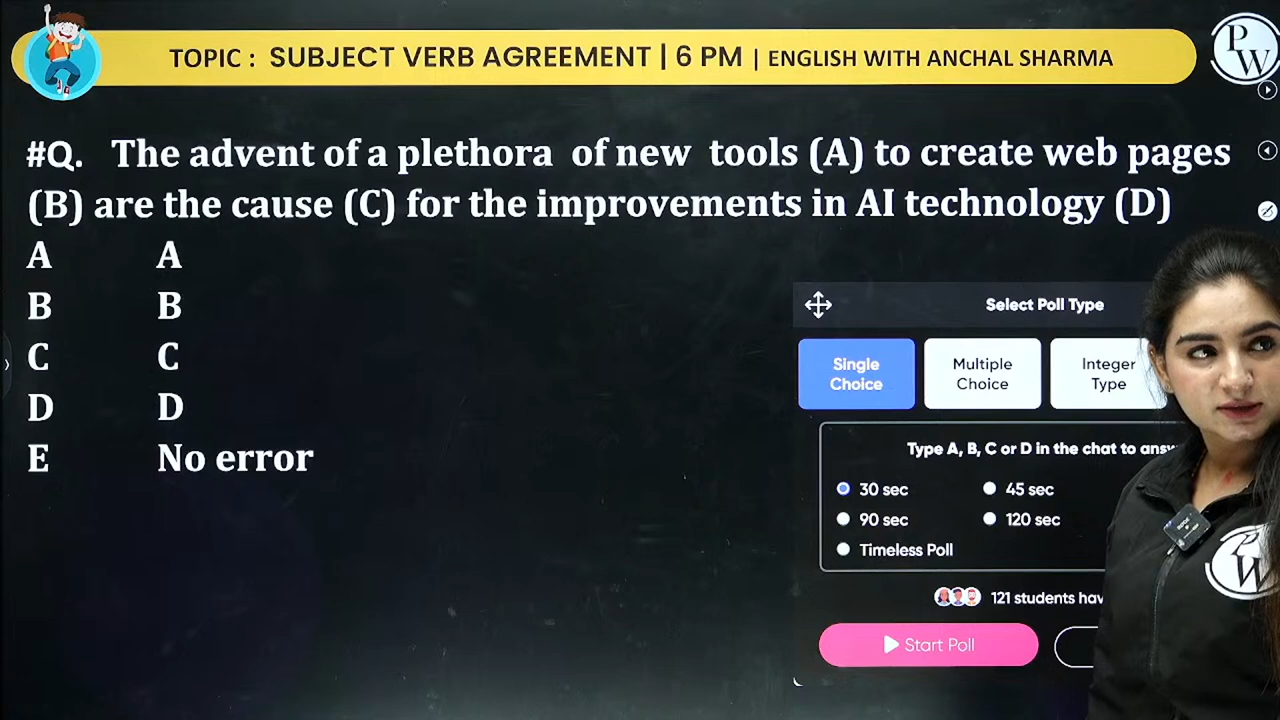 TOPIC : SUBJECT VERB AGREEMENT | 6 PM | ENGLISH WITH ANCHAL SHARMA
P
W
#Q. The advent of a plethora of new tools (A) to create web pages
(B) are the cause (C) for the improvements in AI technology (D)
A A
B B
C C
D D
E No error
Select Poll Type
Single Choice
Multiple Choice
Integer Type
Type A, B, C or D in the chat to
30 sec 45 sec
90 sec 120 sec
Timeless Poll
121 students
Start Poll
P
W